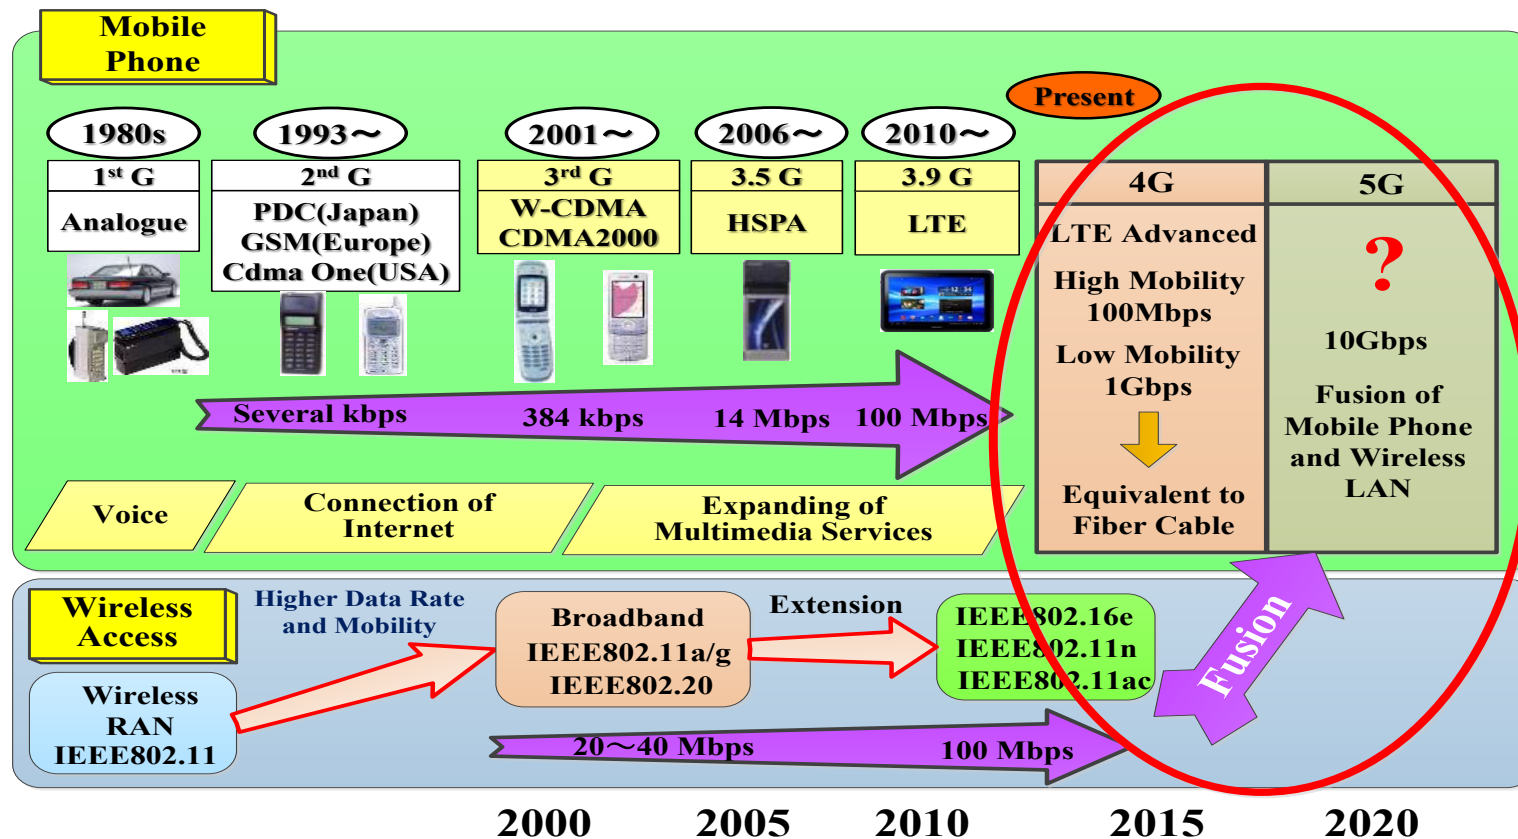 Mobile
Phone
Present
1980s
1993～
2001～
2006～
2010～
1st G
2nd G
3rd G
3.5 G
3.9 G
4G
5G
Analogue
PDC(Japan)
GSM(Europe)
Cdma One(USA)
W-CDMA
CDMA2000
HSPA
LTE
LTE Advanced
High Mobility
100Mbps
Low Mobility
1Gbps
Equivalent to
Fiber Cable
?
10Gbps
Fusion of
Mobile Phone
and Wireless
LAN
Several kbps
384 kbps
14 Mbps
100 Mbps
Voice
Connection of
Internet
Expanding of
Multimedia Services
Wireless
Access
Higher Data Rate
and Mobility
Wireless
RAN
IEEE802.11
Broadband
IEEE802.11a/g
IEEE802.20
Extension
IEEE802.16e
IEEE802.11n
IEEE802.11ac
Fusion
20～40 Mbps
100 Mbps
2000
2005
2010
2015
2020